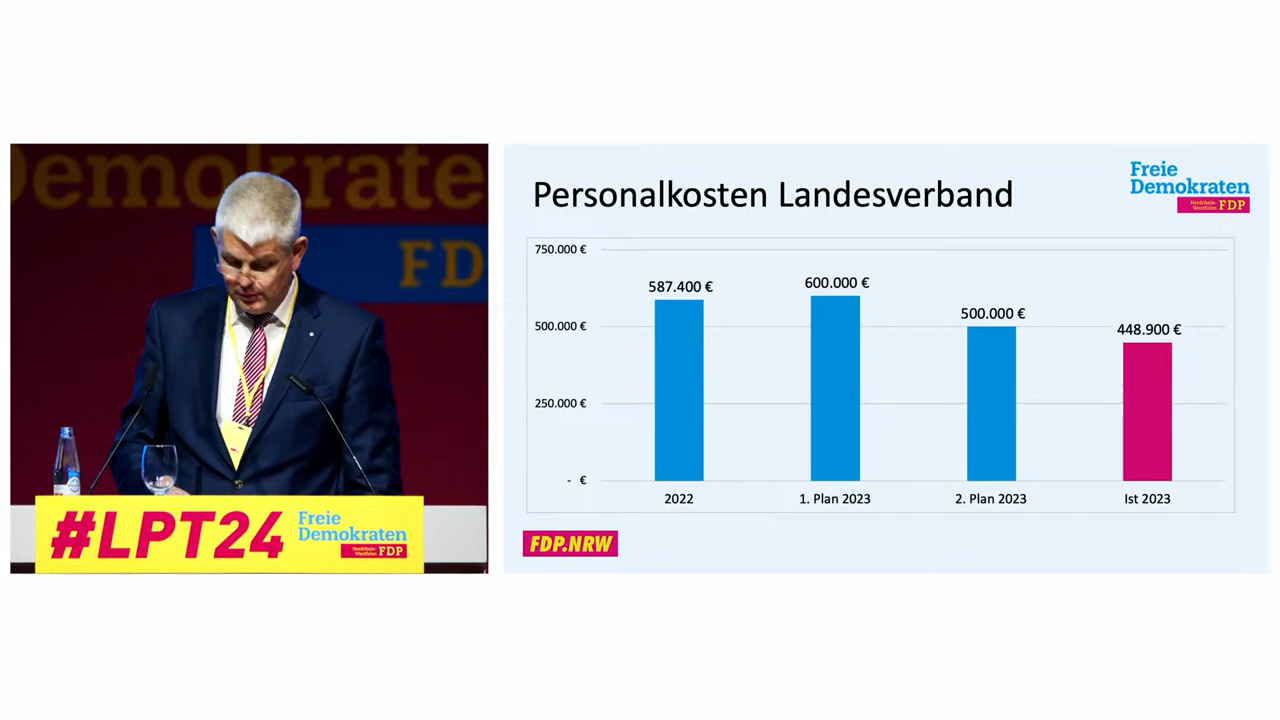 Demokrate
FD
#LPT24
Freie
Demokraten
Nordrhein-
Westfalen FDP
Personalkosten Landesverband
Freie
Demokraten
Nordrhein-
Westfalen FDP
750.000 €
500.000 €
250.000 €
- €
587.400 €
600.000 €
500.000 €
448.900 €
2022
1. Plan 2023
2. Plan 2023
Ist 2023
FDP.NRW